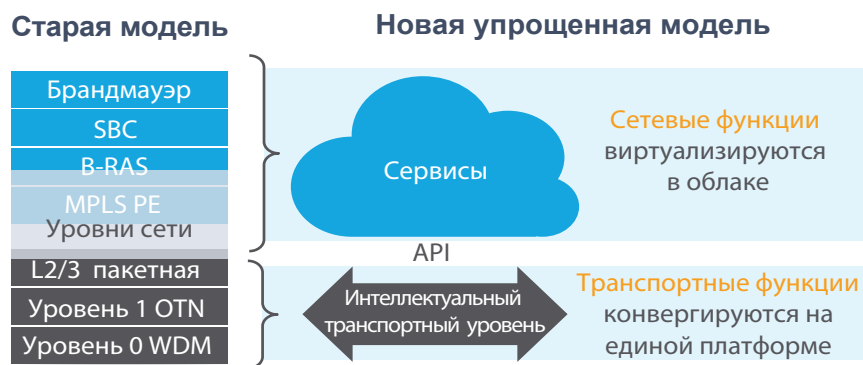 Старая модель
Новая упрощенная модель
Брандмауэр
SBC
B-RAS
MPLS PE
Уровни сети
L2/3 пакетная
Уровень 1 OTN
Уровень 0 WDM
Сервисы
API
Интеллектуальный
транспортный уровень
Сетевые функции
виртуализируются
в облаке
Транспортные функции
конвергируются на
единой платформе